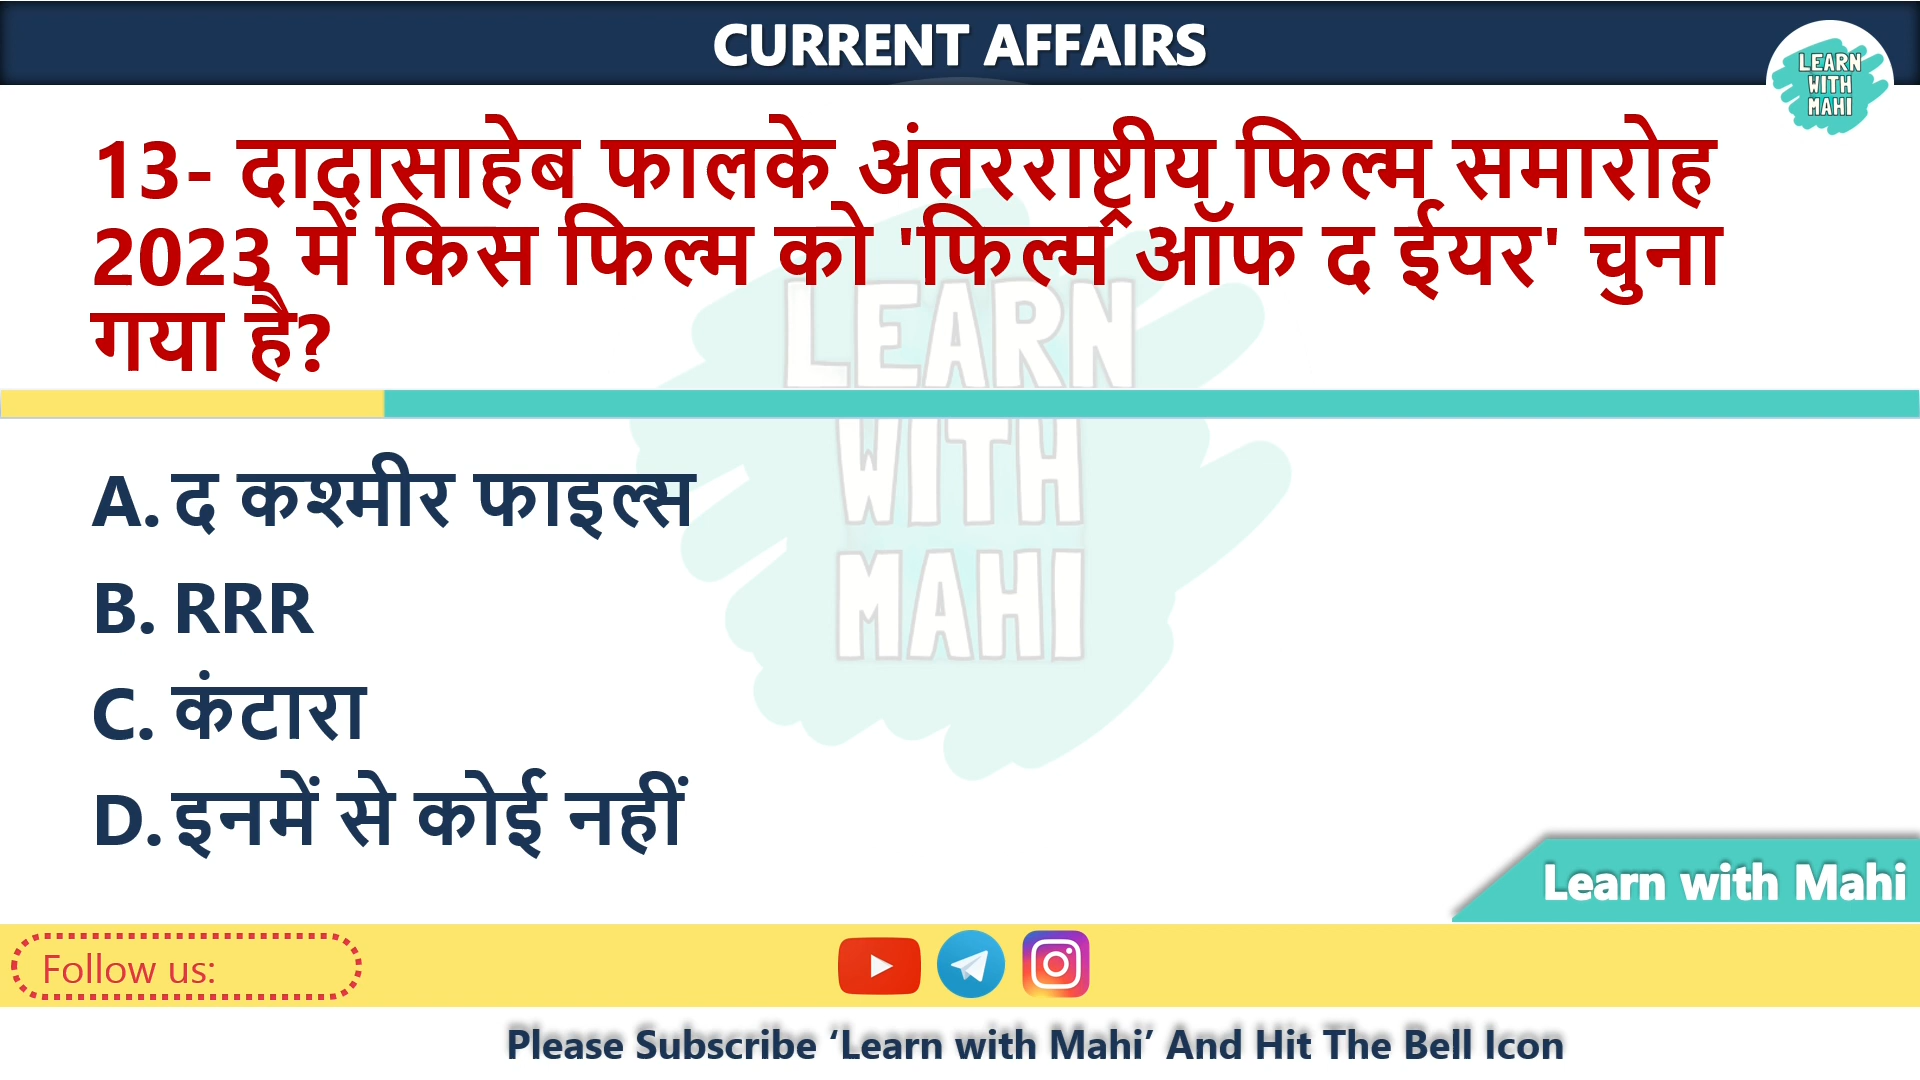 CURRENT AFFAIRS
LEARN
WITH
MAHI
13- दादासाहेब फालके अंतरराष्ट्रीय फिल्म समारोह
2023 में किस फिल्म को 'फिल्म ऑफ द ईयर' चुना
गया है?
LEARN
WITH
MAHI
A. द कश्मीर फाइल्स
B. RRR
C. कंटारा
D. इनमें से कोई नहीं
Learn with Mahi
Follow us:
Please Subscribe ‘Learn with Mahi’ And Hit The Bell Icon